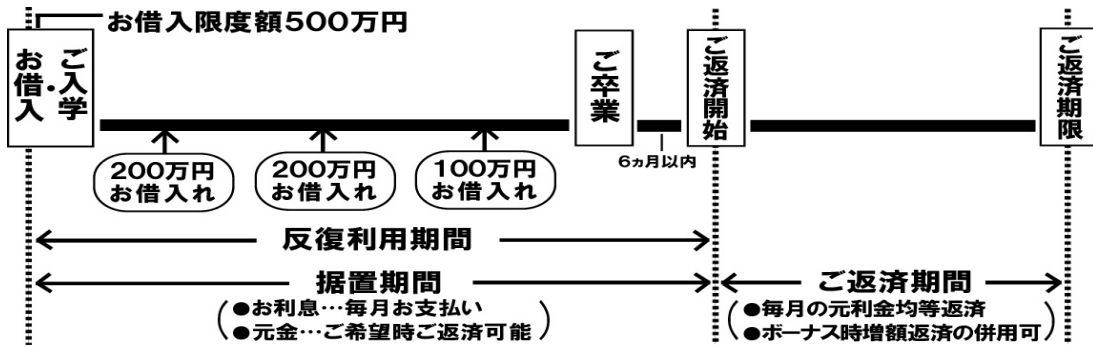 お借入限度額500万円
ご入学・
お借入
ご卒業
ご返済開始
ご返済期限
6ヵ月以内
200万円
お借入れ
200万円
お借入れ
100万円
お借入れ
反復利用期間
据置期間
ご返済期間
●お利息…毎月お支払い
●元金…ご希望時ご返済可能
●毎月の元利金均等返済
●ボーナス時増額返済の併用可